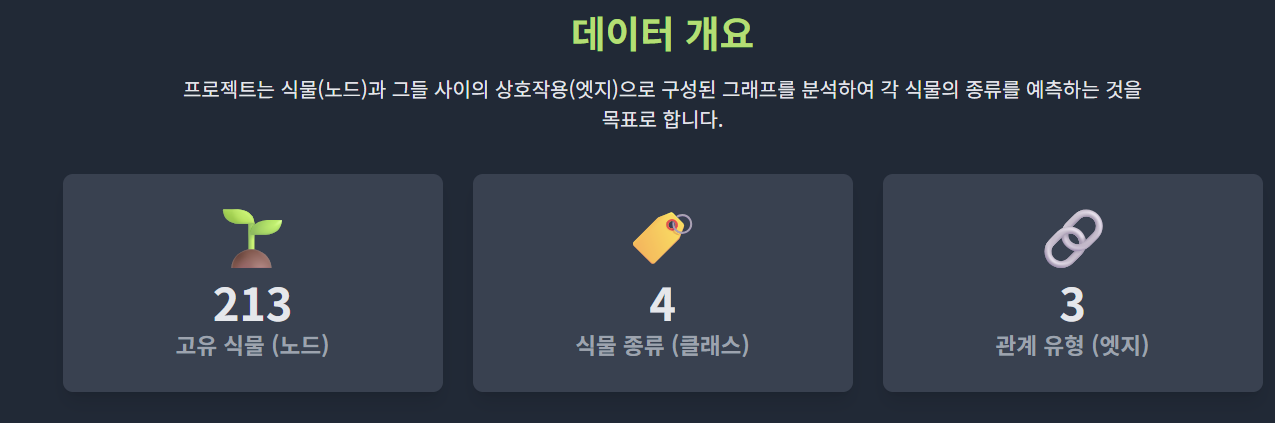 데이터 개요
프로젝트는 식물(노드)과 그들 사이의 상호작용(엣지)으로 구성된 그래프를 분석하여 각 식물의 종류를 예측하는 것을
목표로 합니다.
213
고유 식물 (노드)
4
식물 종류 (클래스)
3
관계 유형 (엣지)